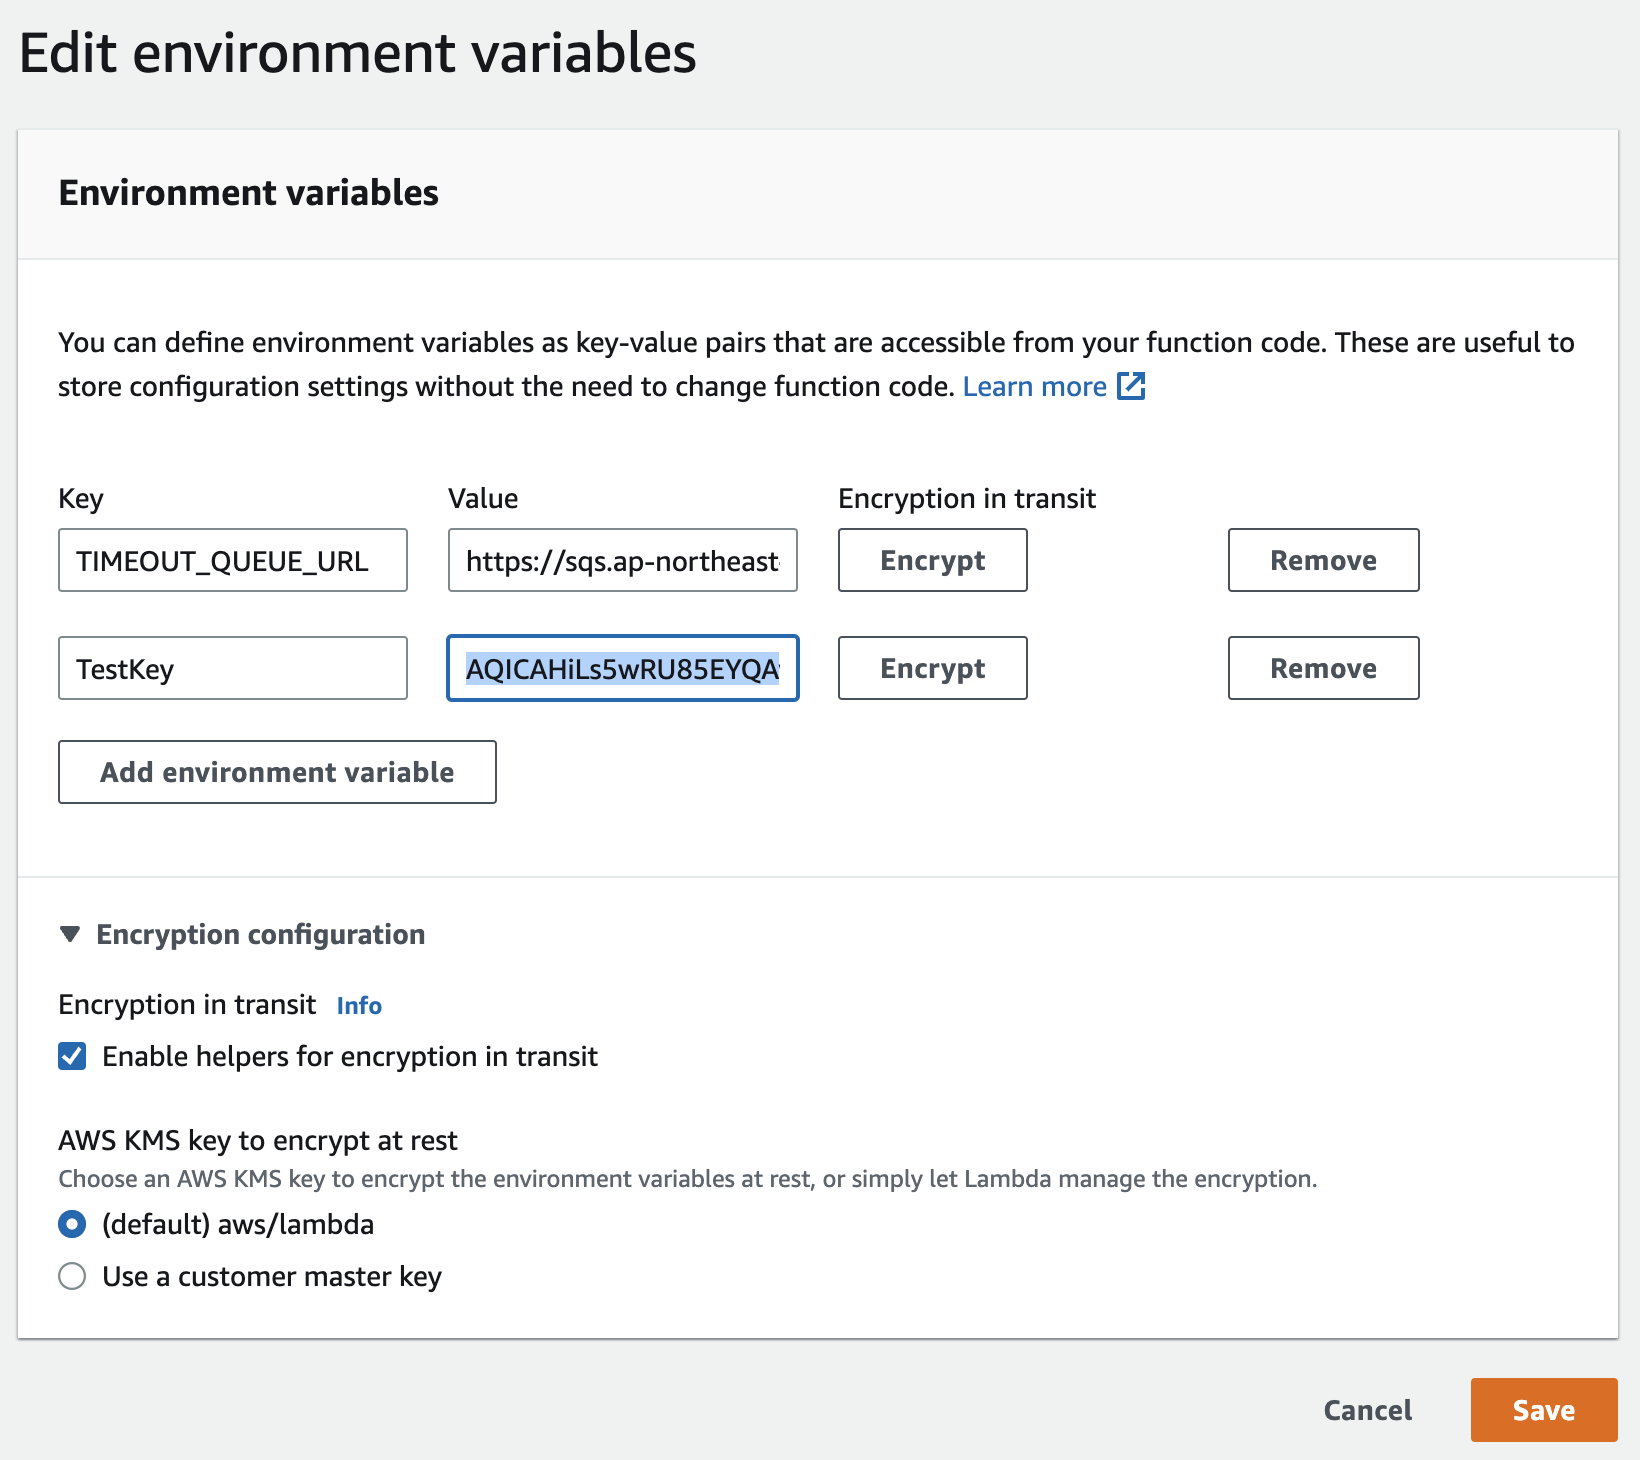 Edit environment variables
Environment variables
You can define environment variables as key-value pairs that are accessible from your function code. These are useful to
store configuration settings without the need to change function code. Learn more
Key Value Encryption in transit
TIMEOUT_QUEUE_URL https://sqs.ap-northeast- Encrypt Remove
TestKey AQICAHiLs5wRU85EYQA Encrypt Remove
Add environment variable
Encryption configuration
Encryption in transit Info
Enable helpers for encryption in transit
AWS KMS key to encrypt at rest
Choose an AWS KMS key to encrypt the environment variables at rest, or simply let Lambda manage the encryption.
(default) aws/lambda
Use a customer master key
Cancel Save